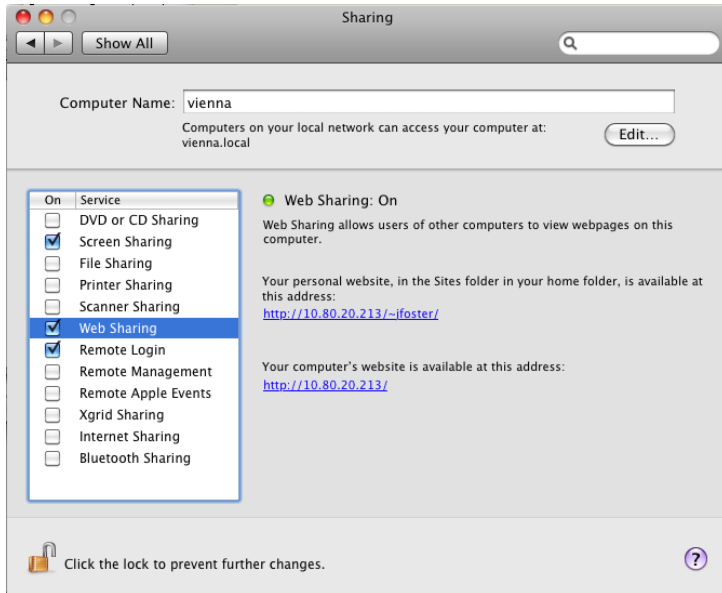 Sharing
Show All
Computer Name: vienna
Computers on your local network can access your computer at:
vienna.local
Edit...
On Service
DVD or CD Sharing
Screen Sharing
File Sharing
Printer Sharing
Scanner Sharing
Web Sharing
Remote Login
Remote Management
Remote Apple Events
Xgrid Sharing
Internet Sharing
Bluetooth Sharing
Web Sharing: On
Web Sharing allows users of other computers to view webpages on this
computer.
Your personal website, in the Sites folder in your home folder, is available at
this address:
http://10.80.20.213/~jfoster/
Your computer's website is available at this address:
http://10.80.20.213/
Click the lock to prevent further changes.
?